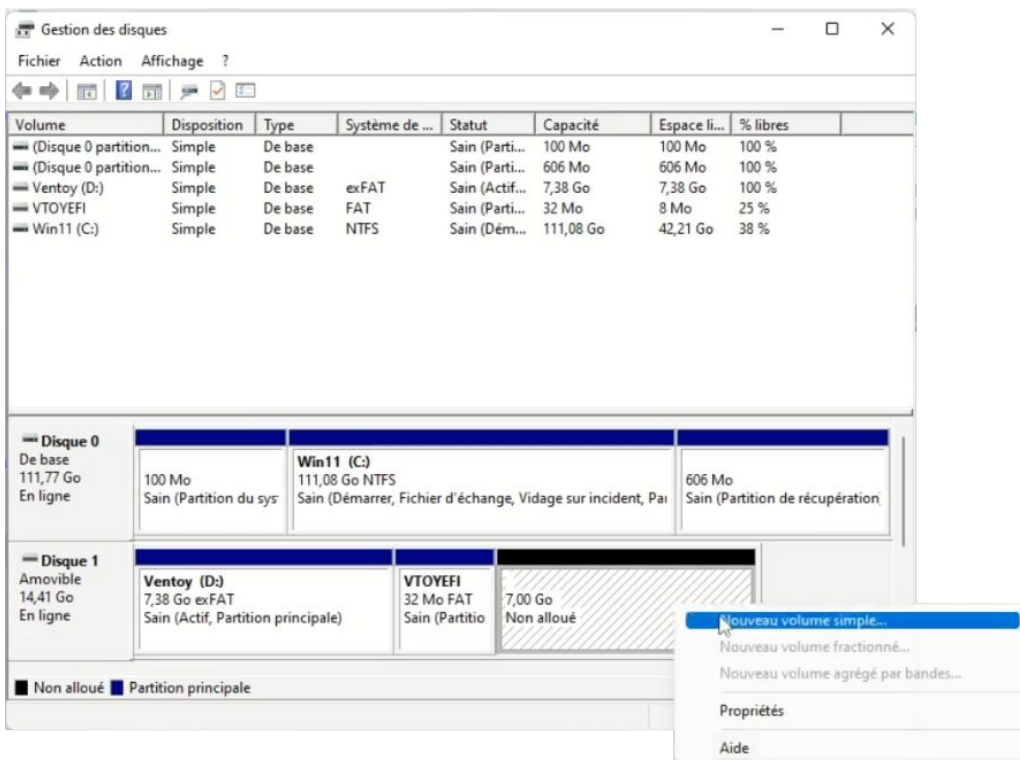 Gestion des disques
Fichier Action Affichage ?
Volume Disposition Type Système de ... Statut Capacité Espace li... % libres
(Disque 0 partition... Simple De base Sain (Parti... 100 Mo 100 Mo 100 %
(Disque 0 partition... Simple De base Sain (Parti... 606 Mo 606 Mo 100 %
Ventoy (D:) Simple De base exFAT Sain (Actif... 7,38 Go 7,38 Go 100 %
VTOYEFI Simple De base FAT Sain (Parti... 32 Mo 8 Mo 25 %
Win11 (C:) Simple De base NTFS Sain (Dém... 111,08 Go 42,21 Go 38 %
Disque 0
De base
111,77 Go
En ligne
100 Mo
Sain (Partition du sys
Win11 (C:)
111,08 Go NTFS
Sain (Démarrer, Fichier d'échange, Vidage sur incident, Par
606 Mo
Sain (Partition de récupération
Disque 1
Amovible
14,41 Go
En ligne
Ventoy (D:)
7,38 Go exFAT
Sain (Actif, Partition principale)
VTOYEFI
32 Mo FAT
Sain (Partitio
7,00 Go
Non alloué
Nouveau volume simple...
Nouveau volume fractionné...
Nouveau volume agrégé par bandes...
Propriétés
Aide
Non alloué Partition principale